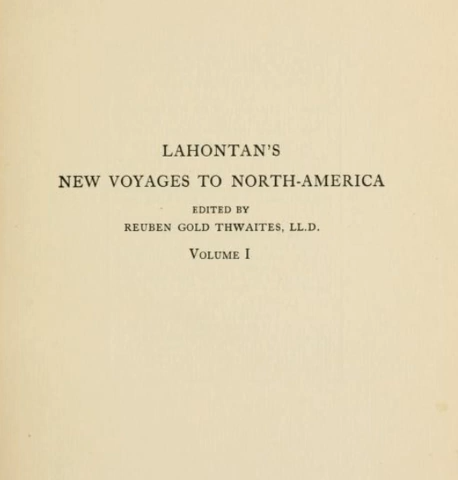 LAHONTAN'S
NEW VOYAGES TO NORTH-AMERICA
EDITED BY
REUBEN GOLD THWAITES, LL.D.
VOLUME I